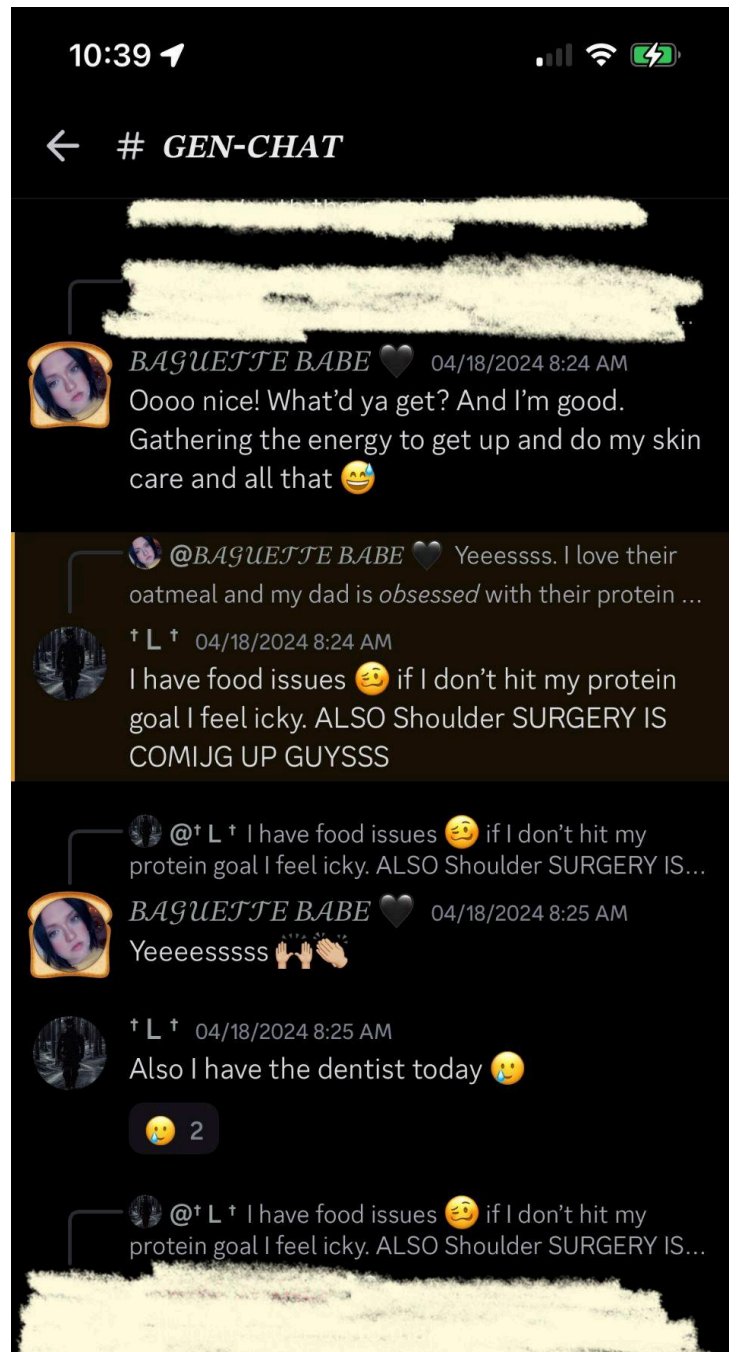 10:39
# GEN-CHAT
BAGUETTE BABE 🖤 04/18/2024 8:24 AM
Oooo nice! What’d ya get? And I’m good.
Gathering the energy to get up and do my skin
care and all that 😅
@BAGUETTE BABE 🖤 Yeeeessss. I love their
oatmeal and my dad is obsessed with their protein ...
† L † 04/18/2024 8:24 AM
I have food issues 🥴 if I don’t hit my protein
goal I feel icky. ALSO Shoulder SURGERY IS
COMIJG UP GUYSSS
@† L † I have food issues 🥴 if I don’t hit my
protein goal I feel icky. ALSO Shoulder SURGERY IS...
BAGUETTE BABE 🖤 04/18/2024 8:25 AM
Yeeeesssss 🙌🏼👏🏼
† L † 04/18/2024 8:25 AM
Also I have the dentist today 🥲
🥲 2
@† L † I have food issues 🥴 if I don’t hit my
protein goal I feel icky. ALSO Shoulder SURGERY IS...